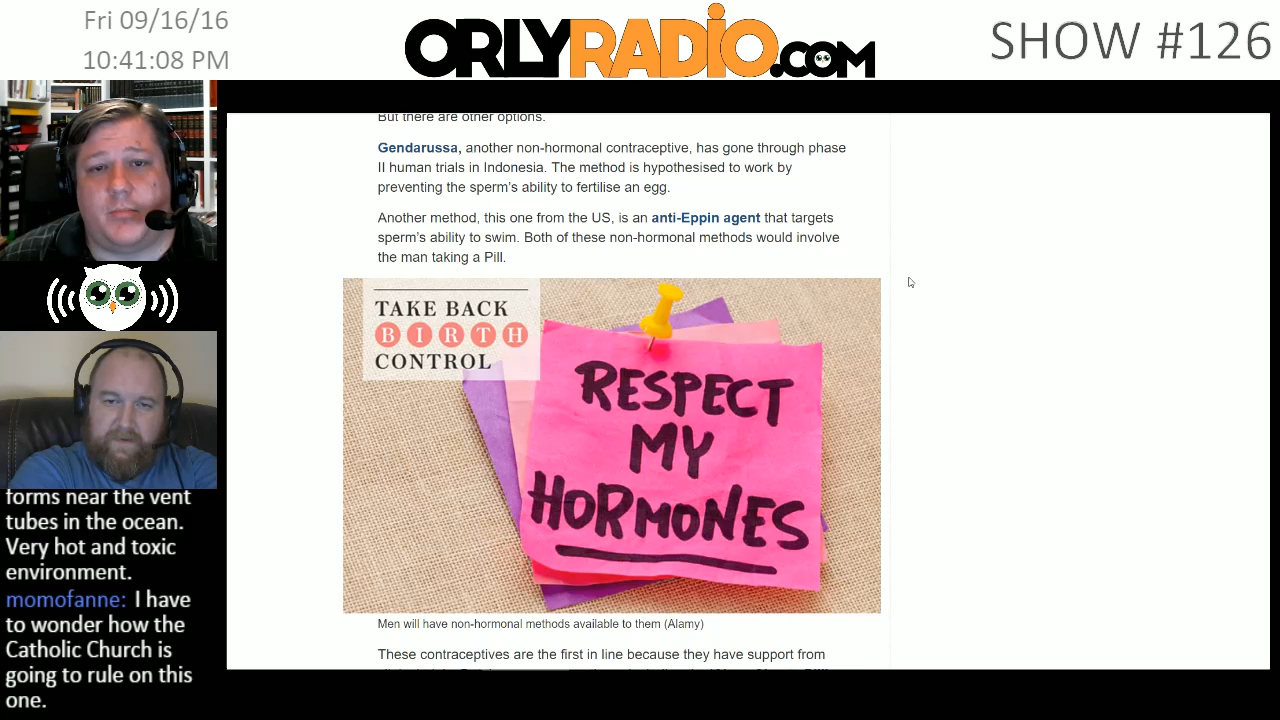 Fri 09/16/16
10:41:08 PM
ORLYRADIO.COM
SHOW #126
But there are other options.
Gendarussa, another non-hormonal contraceptive, has gone through phase
II human trials in Indonesia. The method is hypothesised to work by
preventing the sperm's ability to fertilise an egg.
Another method, this one from the US, is an anti-Eppin agent that targets
sperm's ability to swim. Both of these non-hormonal methods would involve
the man taking a Pill.
TAKE BACK
BIRTH
CONTROL
RESPECT
MY
HORMONES
Men will have non-hormonal methods available to them (Alamy)
These contraceptives are the first in line because they have support from
forms near the vent
tubes in the ocean.
Very hot and toxic
environment.
momofanne: I have
to wonder how the
Catholic Church is
going to rule on this
one.